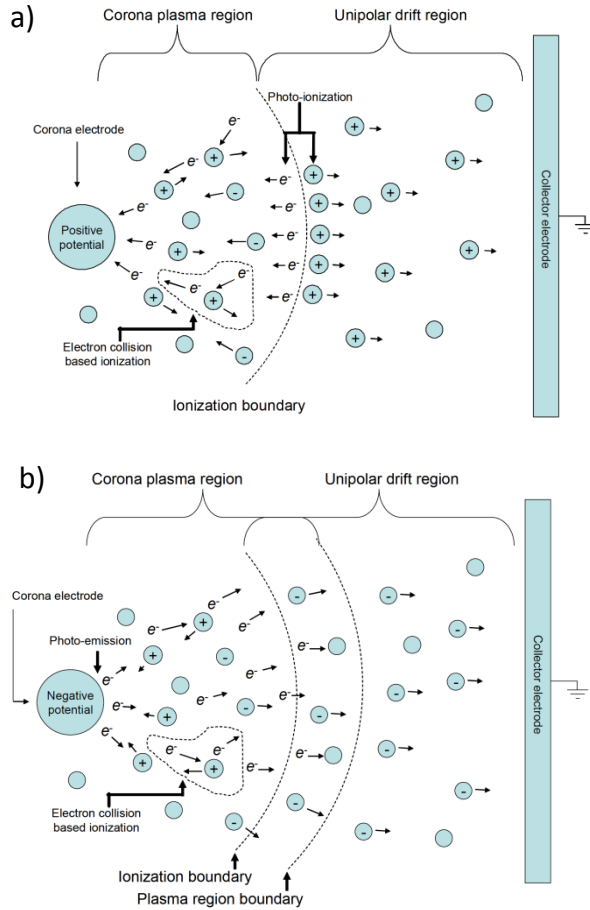 a)
Corona plasma region
Unipolar drift region
Photo-ionization
Corona electrode
e-
e-
e-
+
+
+
-
e-
e-
+
+
+
Positive
potential
e-
+
-
e-
+
+
e-
e-
e-
e-
+
+
+
+
e-
+
+
-
+
Electron collision
based ionization
Ionization boundary
Collector electrode
b)
Corona plasma region
Unipolar drift region
Corona electrode
Photo-emission
e-
e-
+
e-
-
-
-
+
-
e-
e-
e-
Negative
potential
e-
+
e-
-
e-
-
-
-
e-
e-
e-
+
+
e-
e-
-
-
-
-
-
Electron collision
based ionization
Ionization boundary
Plasma region boundary
Collector electrode